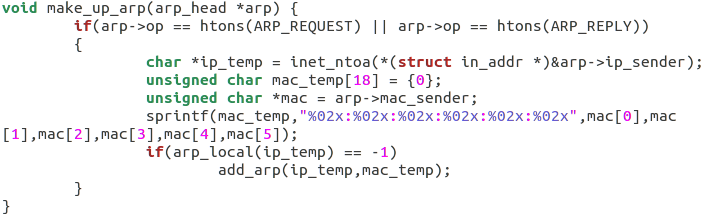 void make_up_arp(arp_head *arp) {
        if(arp->op == htons(ARP_REQUEST) || arp->op == htons(ARP_REPLY))
        {
                char *ip_temp = inet_ntoa(*(struct in_addr *)&arp->ip_sender);
                unsigned char mac_temp[18] = {0};
                unsigned char *mac = arp->mac_sender;
                sprintf(mac_temp,"%02x:%02x:%02x:%02x:%02x:%02x",mac[0],mac
[1],mac[2],mac[3],mac[4],mac[5]);
                if(arp_local(ip_temp) == -1)
                        add_arp(ip_temp,mac_temp);
        }
}